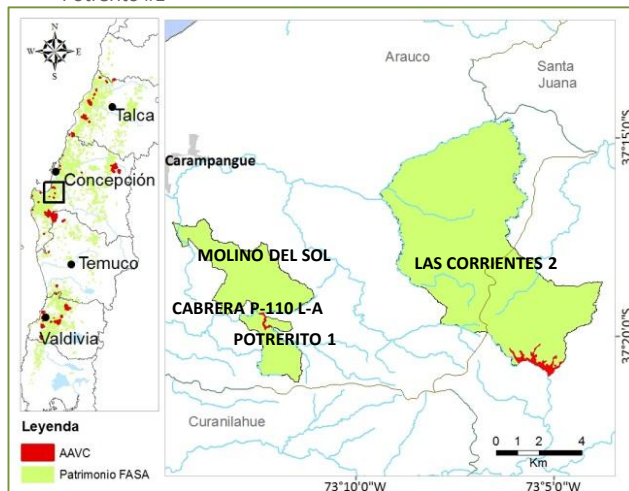 N
W E
S
Talca
Concepción
Temuco
Valdivia
Leyenda
AAVC
Patrimonio FASA
Arauco
Santa
Juana
Carampangue
MOLINO DEL SOL
LAS CORRIENTES 2
CABRERA P-110 L-A
POTRERITO 1
Curanilahue
37°15'0"S
37°20'0"S
4 2 0 4
Km
73°10'0"W
73°5'0"W